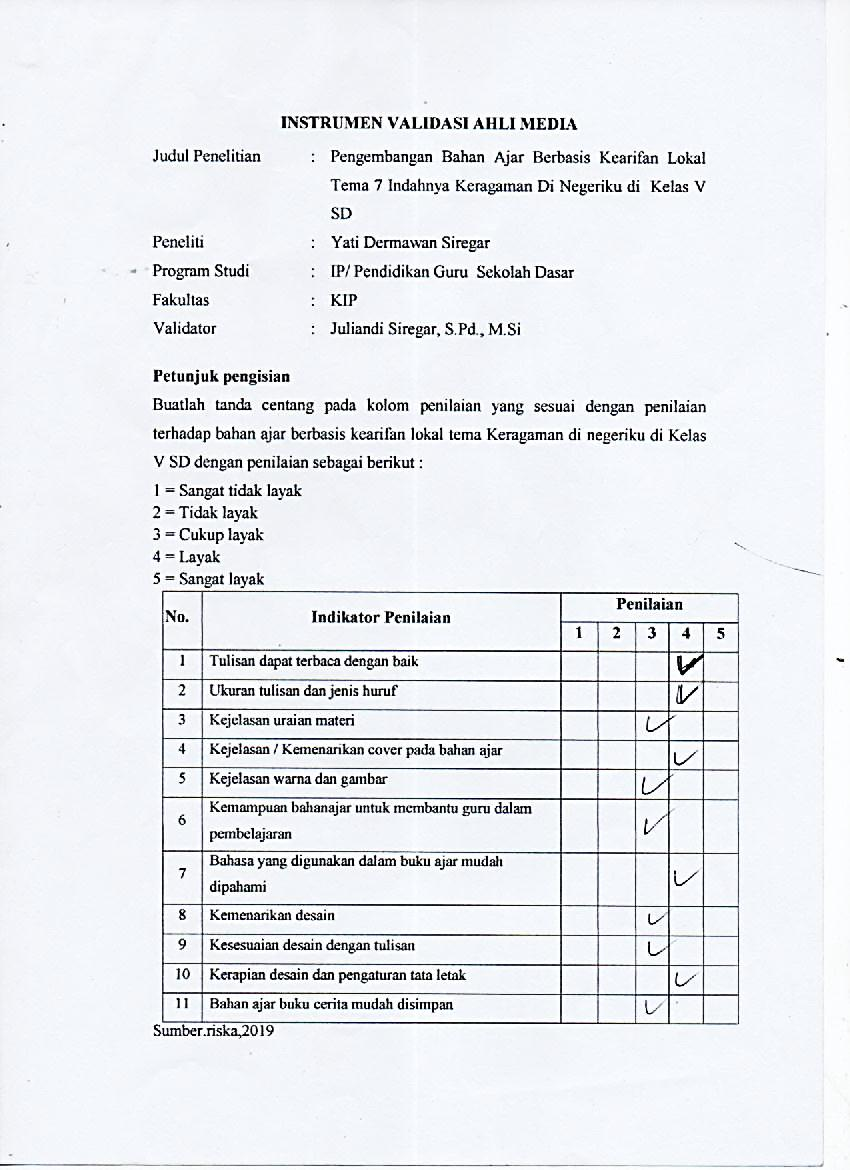 INSTRUMEN VALIDASI AHLI MEDIA
Judul Penelitian : Pengembangan Bahan Ajar Berbasis Kearifan Lokal
Tema 7 Indahnya Keragaman Di Negeriku di Kelas V
SD
Peneliti : Yati Dermawan Siregar
Program Studi : IP/ Pendidikan Guru Sekolah Dasar
Fakultas : KIP
Validator : Juliandi Siregar, S.Pd., M.Si
Petunjuk pengisian
Buatlah tanda centang pada kolom penilaian yang sesuai dengan penilaian
terhadap bahan ajar berbasis kearifan lokal tema Keragaman di negeriku di Kelas
V SD dengan penilaian sebagai berikut :
1 = Sangat tidak layak
2 = Tidak layak
3 = Cukup layak
4 = Layak
5 = Sangat layak
No. Indikator Penilaian Penilaian
1 2 3 4 5
1 Tulisan dapat terbaca dengan baik ✓
2 Ukuran tulisan dan jenis huruf ✓
3 Kejelasan uraian materi ✓
4 Kejelasan / Kemenarikan cover pada bahan ajar ✓
5 Kejelasan warna dan gambar ✓
6 Kemampuan bahanajar untuk membantu guru dalam
pembelajaran ✓
7 Bahasa yang digunakan dalam buku ajar mudah
dipahami ✓
8 Kemenarikan desain ✓
9 Kesesuaian desain dengan tulisan ✓
10 Kerapian desain dan pengaturan tata letak ✓
11 Bahan ajar buku cerita mudah disimpan ✓
Sumber.riska,2019